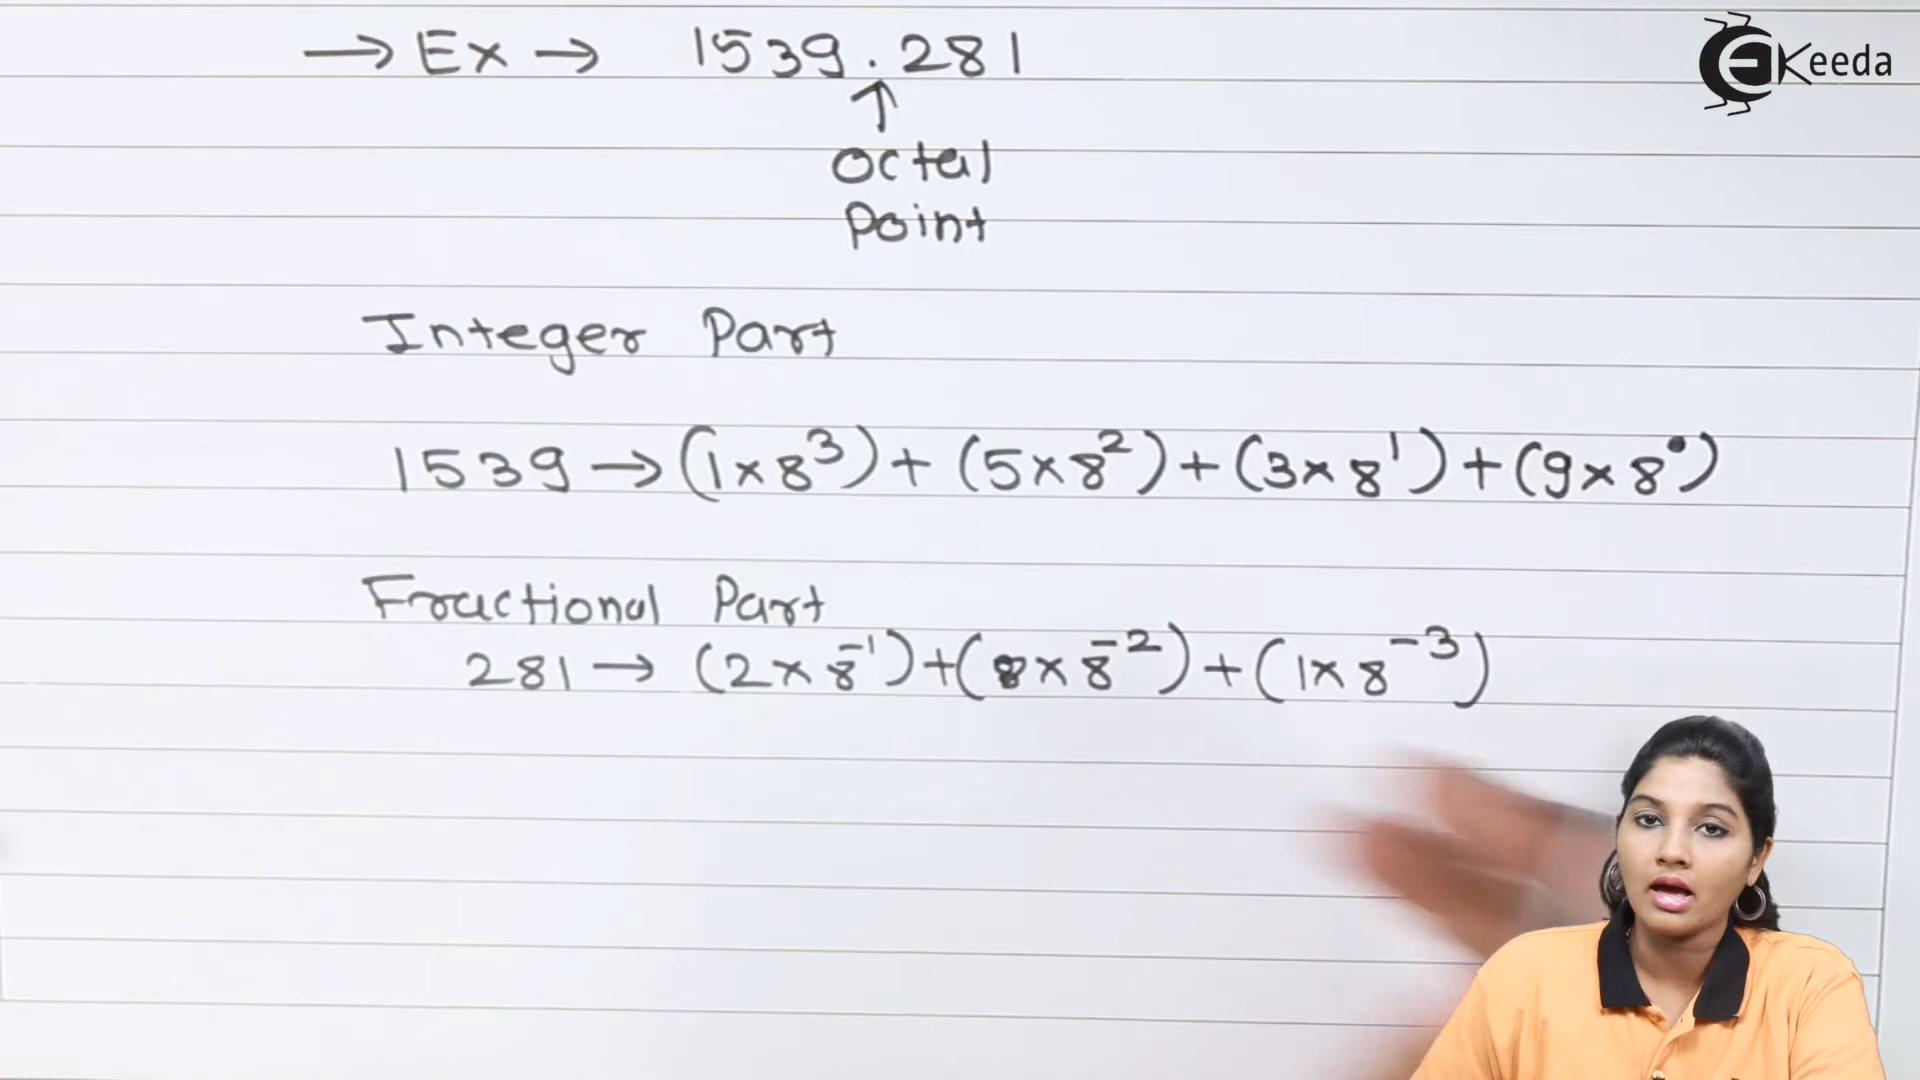 → Ex → 1539.281
↑
Octal
Point
Integer Part
1539 → (1×8³) + (5×8²) + (3×8¹) + (9×8⁰)
Fractional Part
281 → (2×8⁻¹) + (8×8⁻²) + (1×8⁻³)
EKeeda